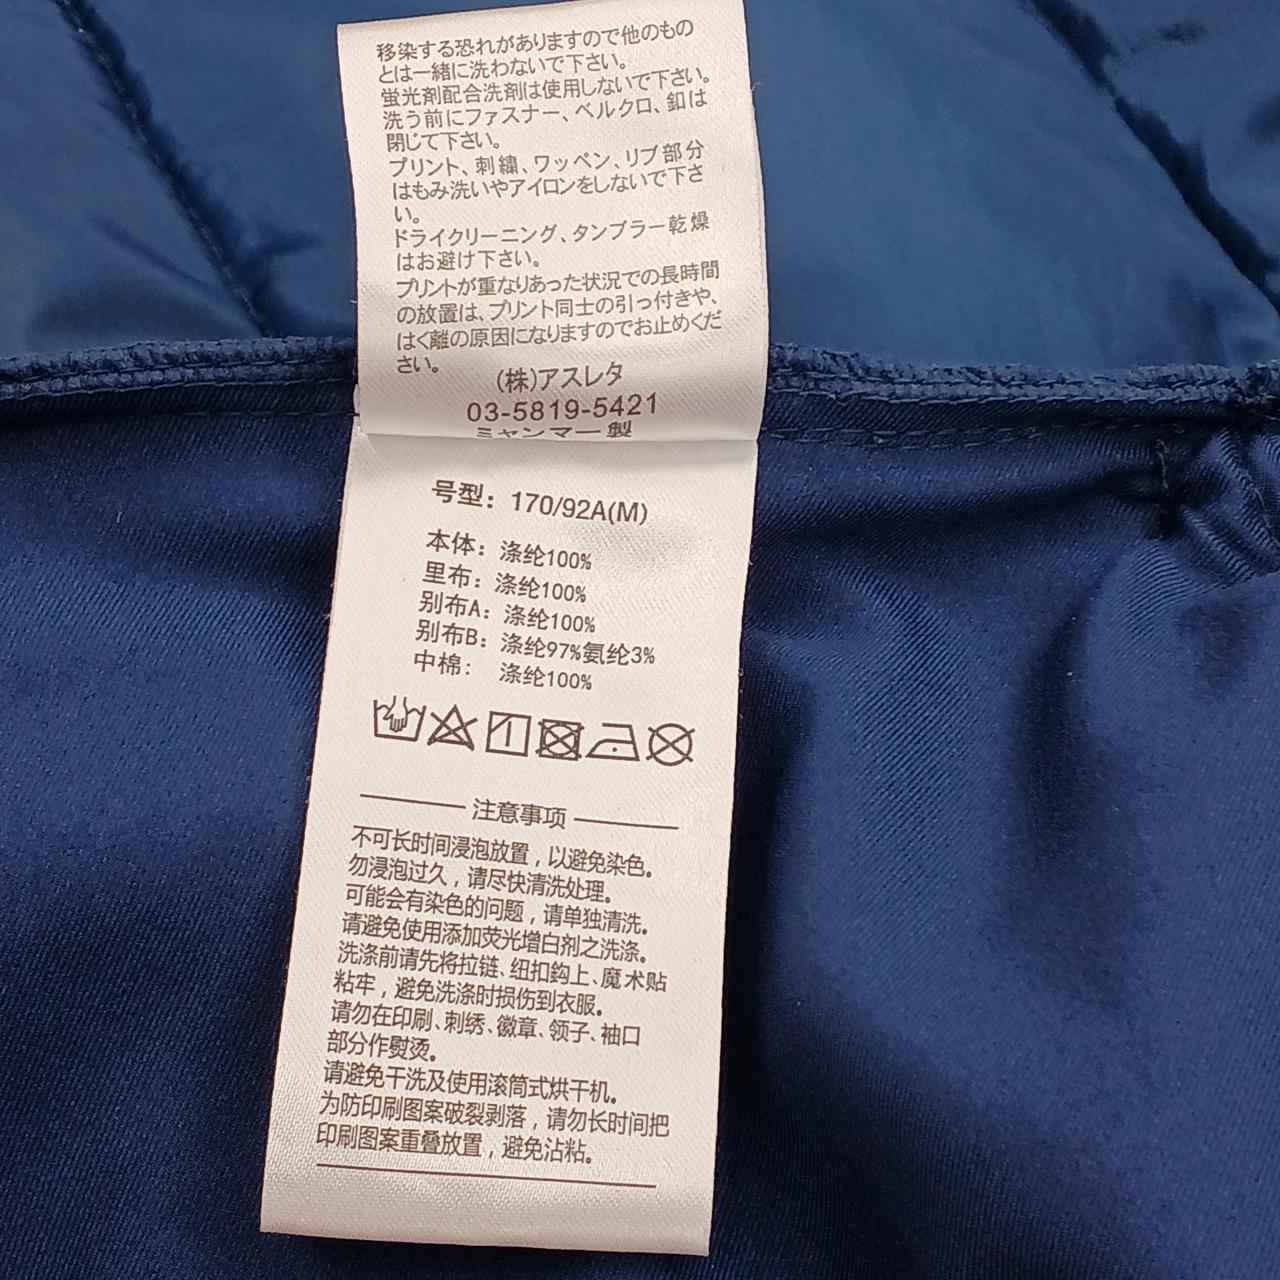 移染する恐れがありますので他のもの
とは一緒に洗わないで下さい。
蛍光剤配合洗剤は使用しないで下さい。
洗う前にファスナー、ベルクロ、釦は
閉じて下さい。
プリント、刺繍、ワッペン、リブ部分
はもみ洗いやアイロンをしないで下さ
い。
ドライクリーニング、タンブラー乾燥
はお避け下さい。
プリントが重なりあった状況での長時間
の放置は、プリント同士の引っ付きや、
はく離の原因になりますのでお止めくだ
さい。
(株)アスレタ
03-5819-5421
ミャンマー製
号型：170/92A(M)
本体：涤纶100%
里布：涤纶100%
别布A：涤纶100%
别布B：涤纶97%氨纶3%
中棉：涤纶100%
注意事项
不可长时间浸泡放置，以避免染色。
勿浸泡过久，请尽快清洗处理。
可能会有染色的问题，请单独清洗。
请避免使用添加荧光增白剂之洗涤。
洗涤前请先将拉链、纽扣鈎上、魔术贴
粘牢，避免洗涤时损伤到衣服。
请勿在印刷、刺绣、徽章、领子、袖口
部分作熨烫。
请避免干洗及使用滚筒式烘干机。
为防印刷图案破裂剥落，请勿长时间把
印刷图案重叠放置，避免沾粘。